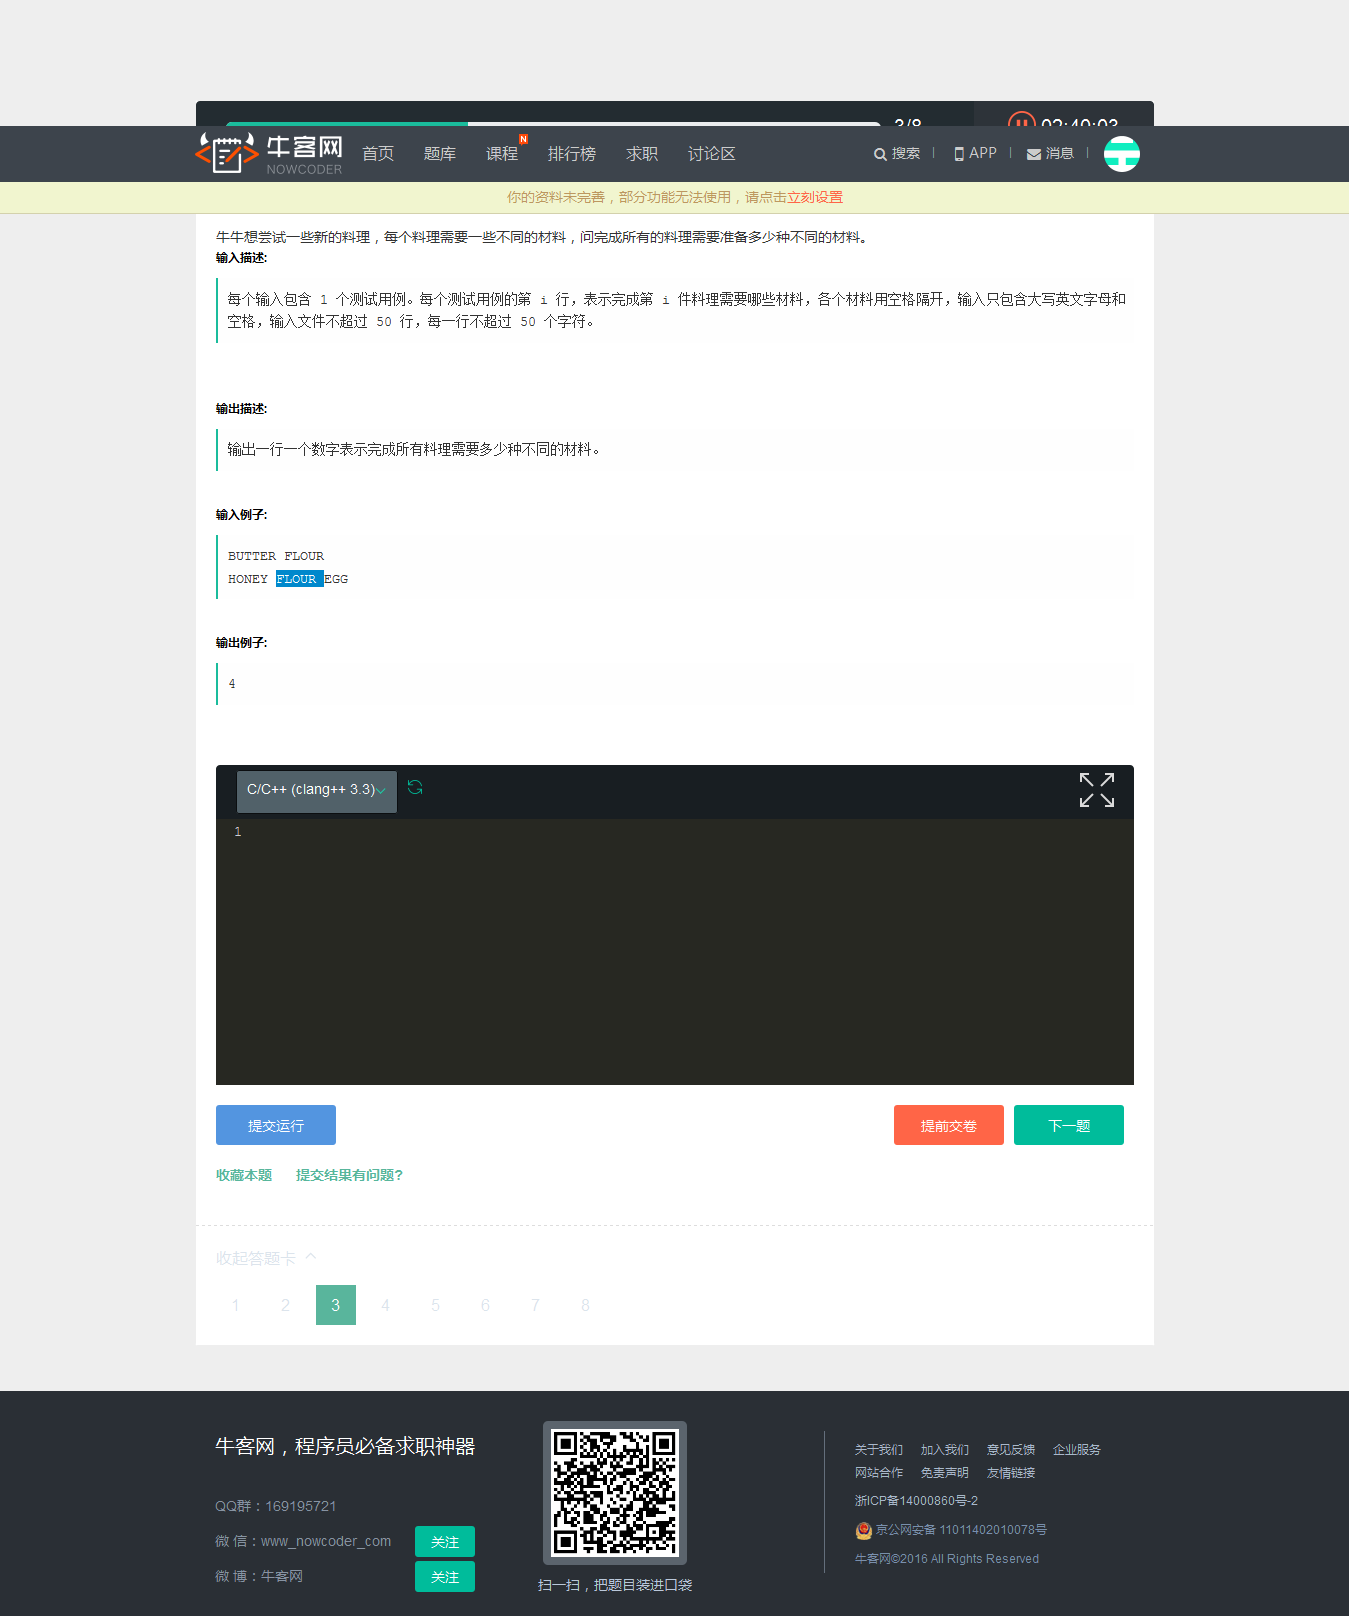 3/8
02:40:03
牛客网
NOWCODER
首页 题库 课程 N 排行榜 求职 讨论区
搜索 APP 消息
你的资料未完善，部分功能无法使用，请点击立刻设置
牛牛想尝试一些新的料理，每个料理需要一些不同的材料，问完成所有的料理需要准备多少种不同的材料。
输入描述:
每个输入包含 1 个测试用例。每个测试用例的第 i 行，表示完成第 i 件料理需要哪些材料，各个材料用空格隔开，输入只包含大写英文字母和
空格，输入文件不超过 50 行，每一行不超过 50 个字符。
输出描述:
输出一行一个数字表示完成所有料理需要多少种不同的材料。
输入例子:
BUTTER FLOUR
HONEY FLOUR EGG
输出例子:
4
C/C++ (clang++ 3.3)
1
提交运行 提前交卷 下一题
收藏本题 提交结果有问题?
收起答题卡
1 2 3 4 5 6 7 8
牛客网，程序员必备求职神器
QQ群：169195721
微 信：www_nowcoder_com 关注
微 博：牛客网 关注
扫一扫，把题目装进口袋
关于我们 加入我们 意见反馈 企业服务
网站合作 免责声明 友情链接
浙ICP备14000860号-2
京公网安备 11011402010078号
牛客网©2016 All Rights Reserved